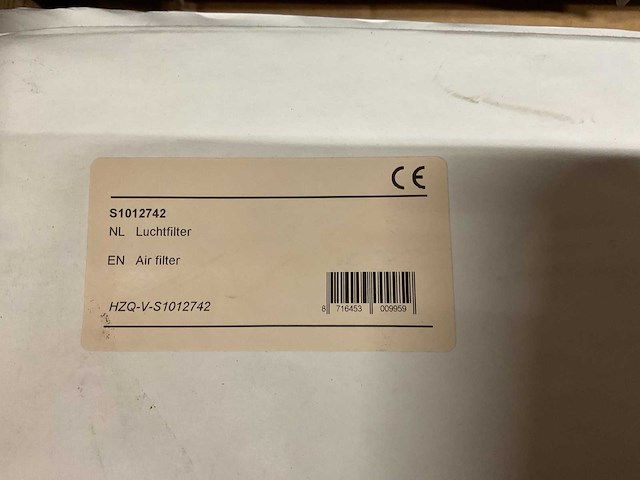 CE
S1012742
NL Luchtfilter
EN Air filter
HZQ-V-S1012742
8 716453 009959